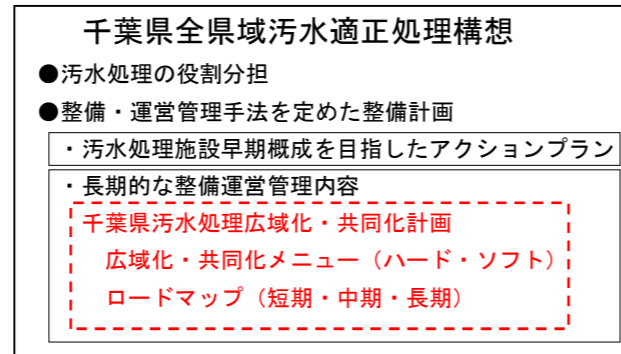 千葉県全県域汚水適正処理構想
●汚水処理の役割分担
●整備・運営管理手法を定めた整備計画
・汚水処理施設早期概成を目指したアクションプラン
・長期的な整備運営管理内容
千葉県汚水処理広域化・共同化計画
広域化・共同化メニュー（ハード・ソフト）
ロードマップ（短期・中期・長期）